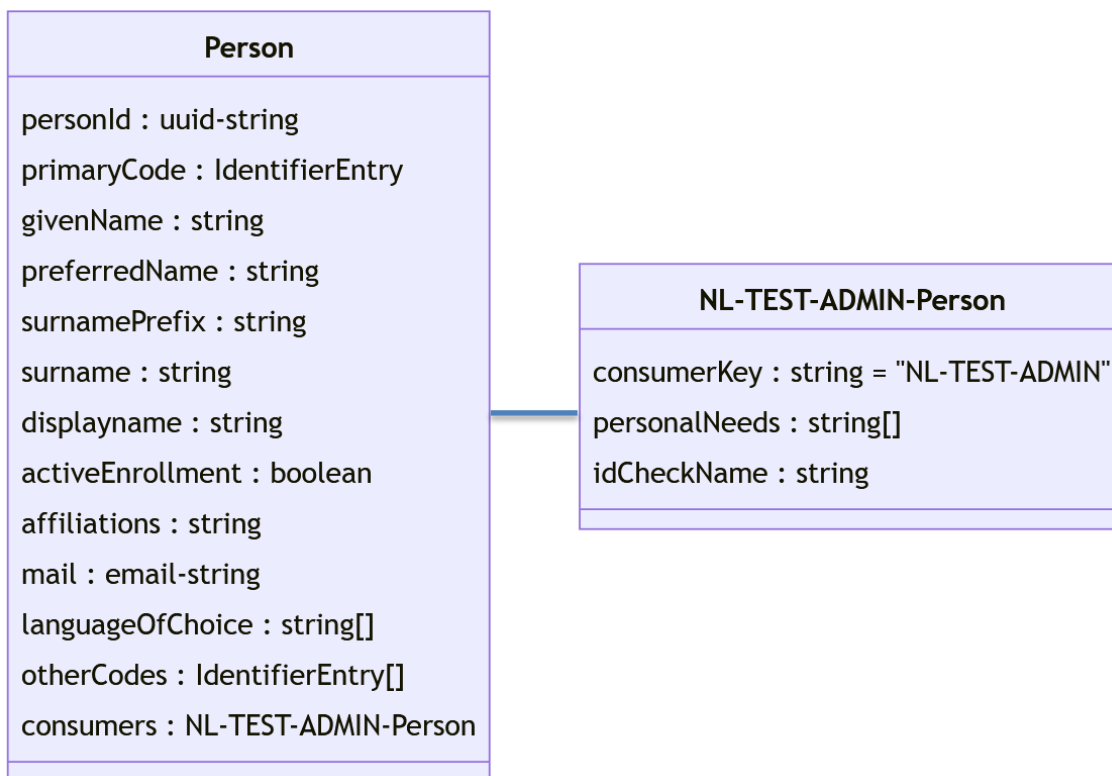 Person
personId : uuid-string
primaryCode : IdentifierEntry
givenName : string
preferredName : string
surnamePrefix : string
surname : string
displayname : string
activeEnrollment : boolean
affiliations : string
mail : email-string
languageOfChoice : string[]
otherCodes : IdentifierEntry[]
consumers : NL-TEST-ADMIN-Person
NL-TEST-ADMIN-Person
consumerKey : string = "NL-TEST-ADMIN"
personalNeeds : string[]
idCheckName : string